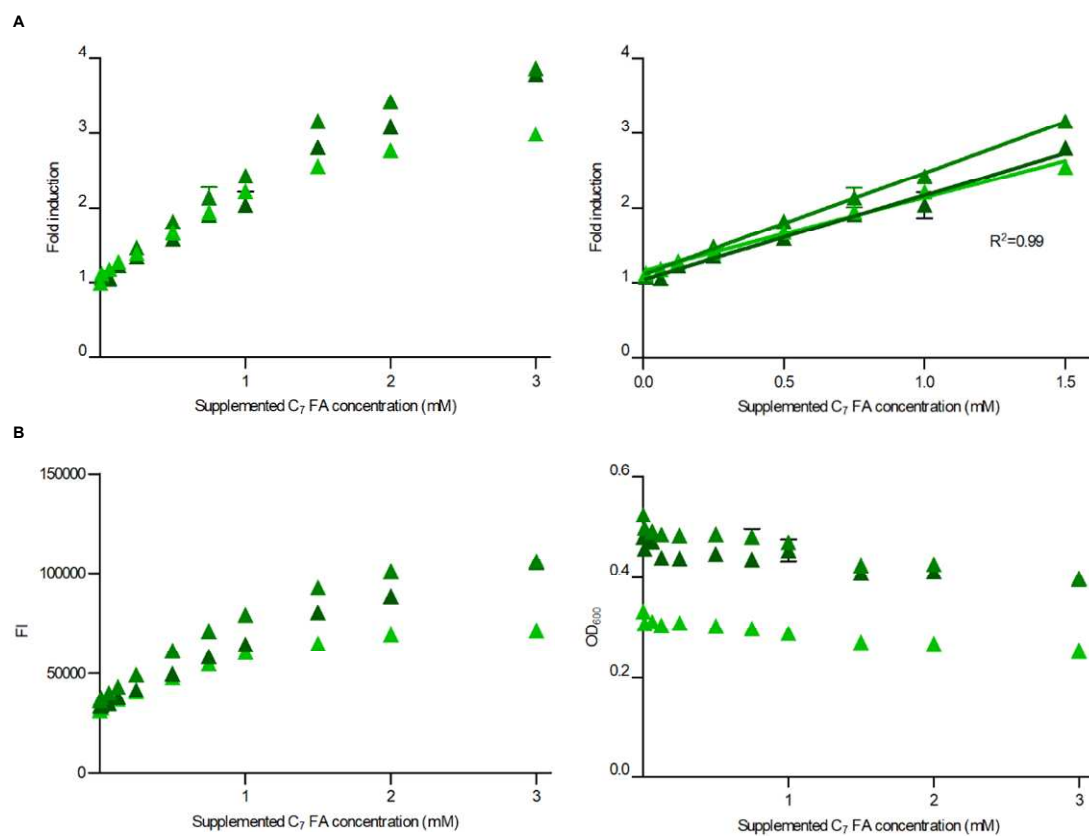 A
4
3
2
1
0
Fold induction
1
2
3
Supplemented C₇ FA concentration (mM)
4
3
2
1
0
Fold induction
R²=0.99
0.0
0.5
1.0
1.5
Supplemented C₇ FA concentration (mM)
B
150000
100000
50000
0
FI
1
2
3
Supplemented C₇ FA concentration (mM)
0.6
0.4
0.2
0.0
OD₆₀₀
1
2
3
Supplemented C₇ FA concentration (mM)